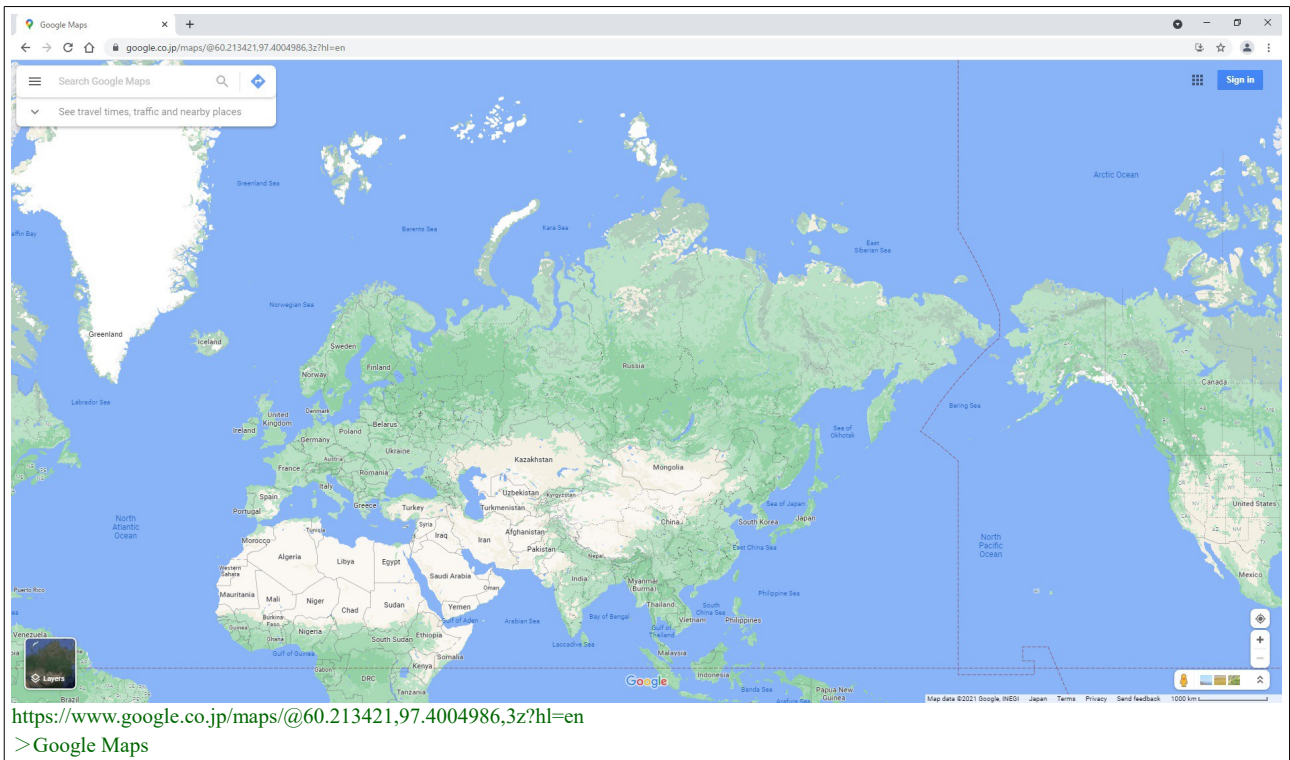 Google Maps
google.co.jp/maps/@60.213421,97.4004986,3z?hl=en
Search Google Maps
Sign in
See travel times, traffic and nearby places
Arctic Ocean
Greenland Sea
Barents Sea
Kara Sea
East
Siberian Sea
Norwegian Sea
Greenland
Iceland
Sweden
Finland
Norway
Russia
Canada
Labrador Sea
Bering Sea
United
Kingdom
Denmark
Ireland
Poland
Belarus
Sea of
Okhotsk
Germany
Austria
Ukraine
France
Romania
Kazakhstan
Mongolia
Italy
Spain
Portugal
Greece
Turkey
Uzbekistan
Kyrgyzstan
Turkmenistan
Sea of Japan
United States
North
Atlantic
Ocean
Tunisia
Syria
Iraq
Iran
Afghanistan
China
South Korea
Japan
Morocco
Pakistan
Nepal
East China Sea
North
Pacific
Ocean
Algeria
Libya
Egypt
Western
Sahara
Saudi Arabia
Oman
India
Myanmar
(Burma)
Mexico
Puerto Rico
Mauritania
Mali
Niger
Chad
Sudan
Yemen
Gulf of Aden
Arabian Sea
Bay of Bengal
Thailand
South
China Sea
Vietnam
Philippine Sea
Philippines
Burkina
Faso
Guinea
Ghana
Nigeria
South Sudan
Ethiopia
Gulf of
Thailand
Laccadive Sea
Venezuela
Gulf of Guinea
Somalia
Malaysia
Gabon
DRC
Kenya
Tanzania
Indonesia
Banda Sea
Papua New
Guinea
Arafura Sea
Brazil
Layers
Google
Map data ©2021 Google, INEGI Japan Terms Privacy Send feedback 1000 km
https://www.google.co.jp/maps/@60.213421,97.4004986,3z?hl=en
＞Google Maps